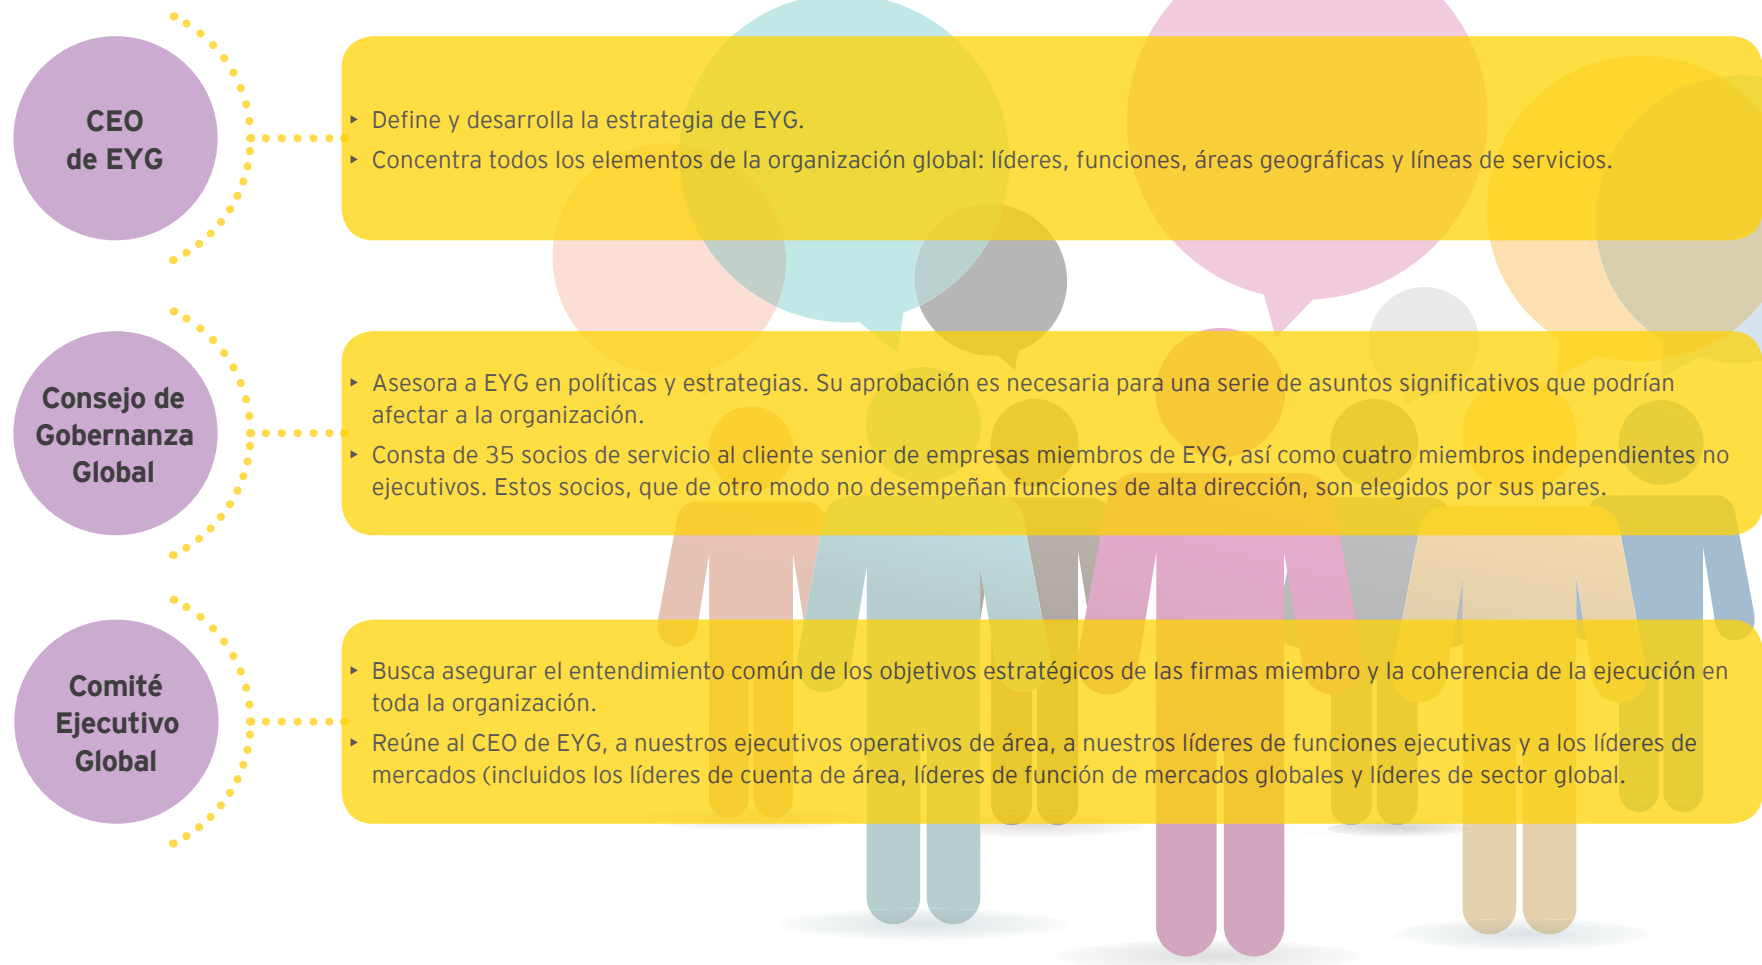 CEO
de EYG
‣ Define y desarrolla la estrategia de EYG.
‣ Concentra todos los elementos de la organización global: líderes, funciones, áreas geográficas y líneas de servicios.
Consejo de
Gobernanza
Global
‣ Asesora a EYG en políticas y estrategias. Su aprobación es necesaria para una serie de asuntos significativos que podrían
afectar a la organización.
‣ Consta de 35 socios de servicio al cliente senior de empresas miembros de EYG, así como cuatro miembros independientes no
ejecutivos. Estos socios, que de otro modo no desempeñan funciones de alta dirección, son elegidos por sus pares.
Comité
Ejecutivo
Global
‣ Busca asegurar el entendimiento común de los objetivos estratégicos de las firmas miembro y la coherencia de la ejecución en
toda la organización.
‣ Reúne al CEO de EYG, a nuestros ejecutivos operativos de área, a nuestros líderes de funciones ejecutivas y a los líderes de
mercados (incluidos los líderes de cuenta de área, líderes de función de mercados globales y líderes de sector global.